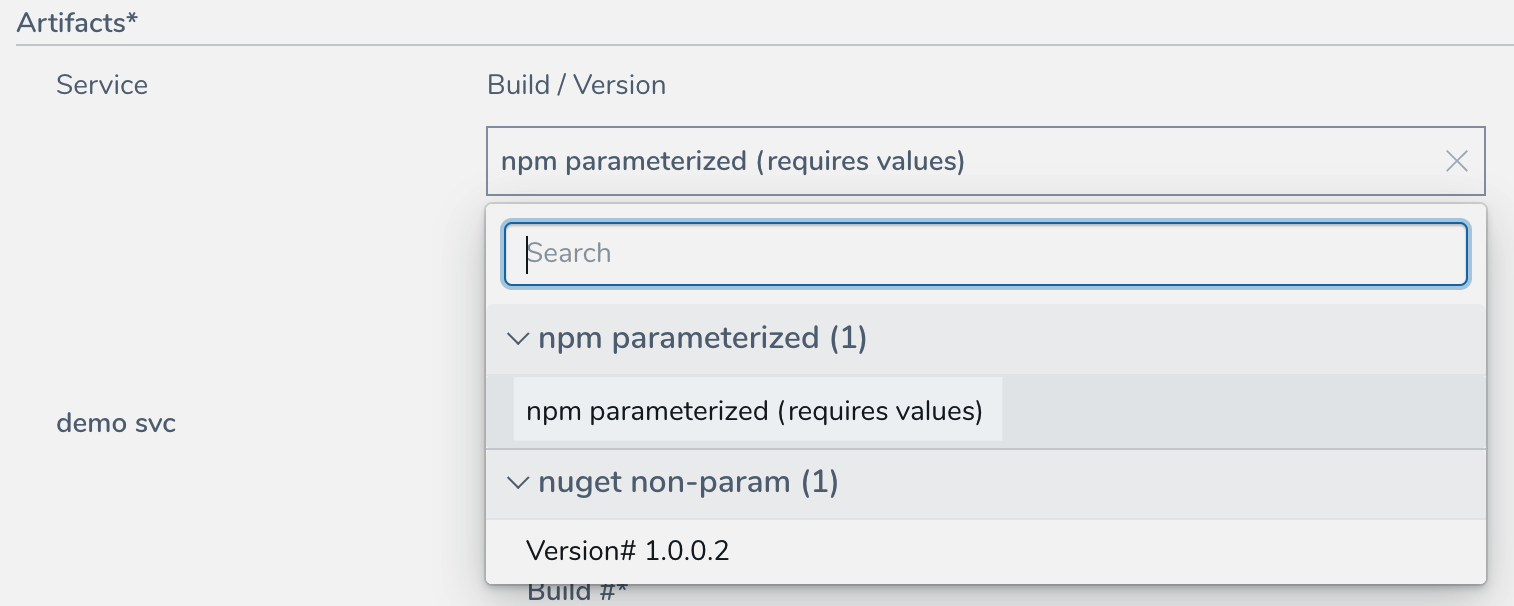 Artifacts*
Service
Build / Version
npm parameterized (requires values)
Search
npm parameterized (1)
npm parameterized (requires values)
demo svc
nuget non-param (1)
Version# 1.0.0.2
Build #*